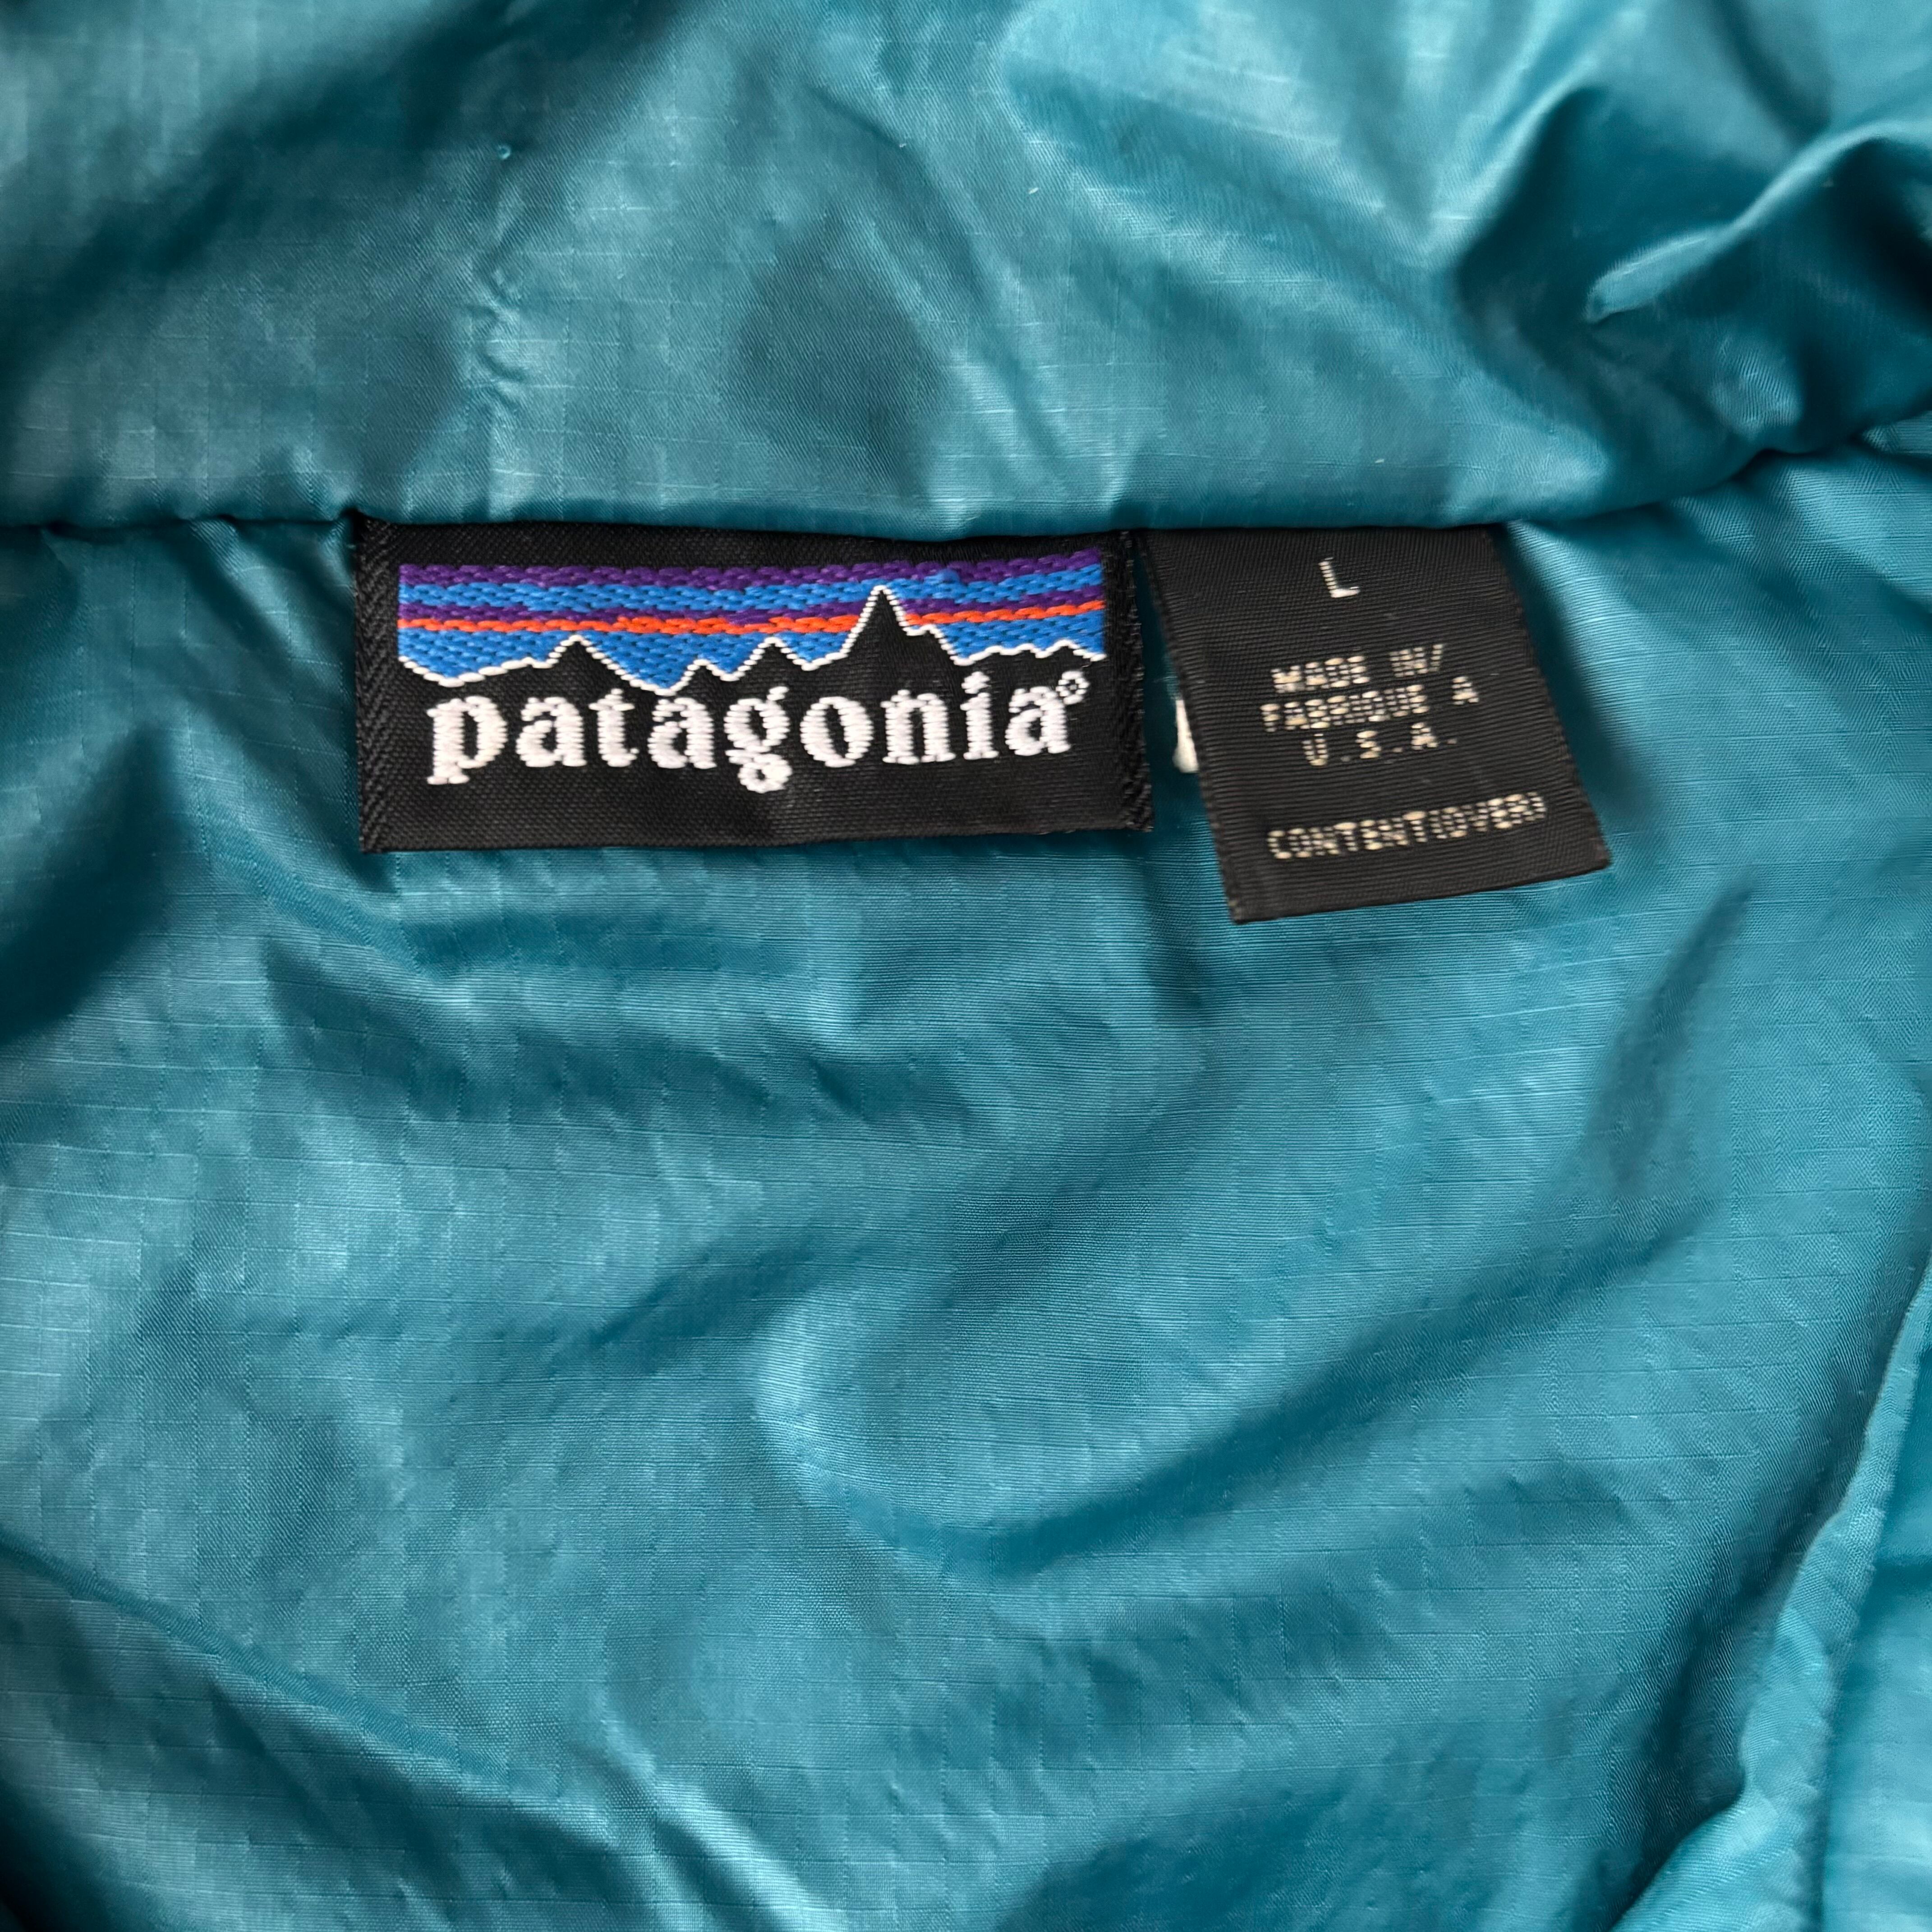 patagonia®
L
MADE IN/
FABRIQUE A
U.S.A.
CONTENT(OVER)